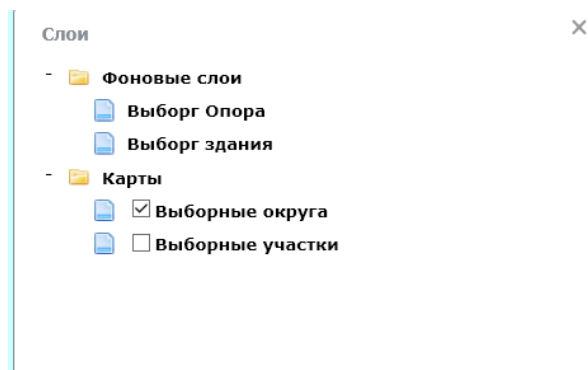 Слои
Фоновые слои
Выборг Опора
Выборг здания
Карты
Выборные округа
Выборные участки